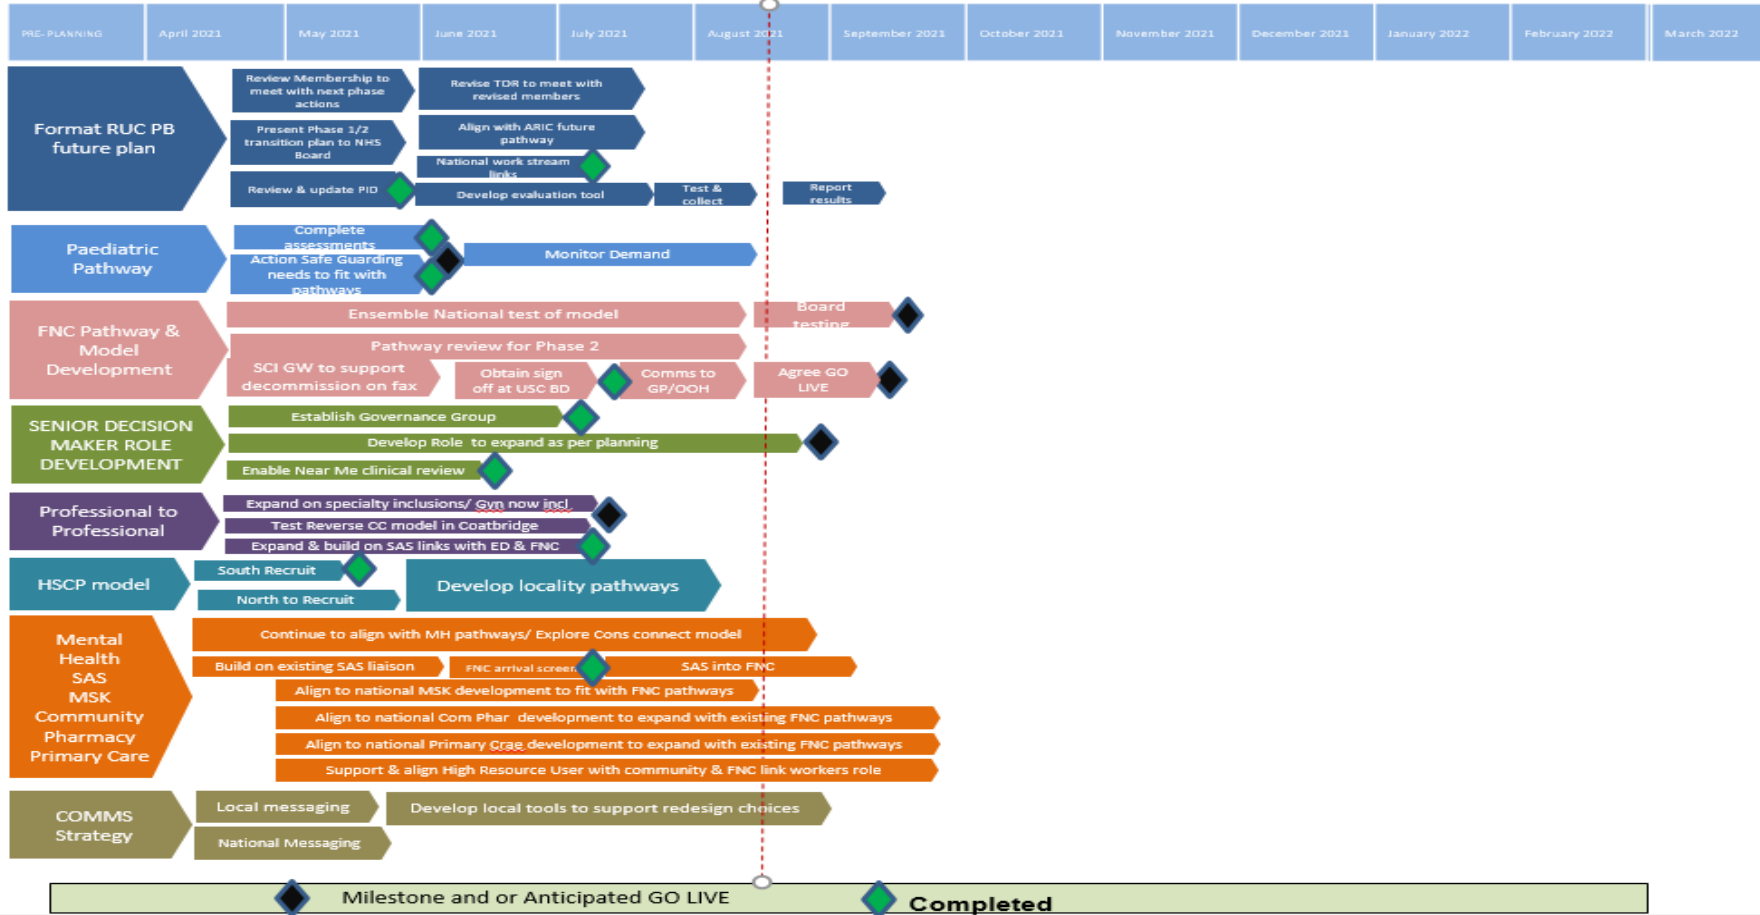 PRE-PLANNING
April 2021
May 2021
June 2021
July 2021
August 2021
September 2021
October 2021
November 2021
December 2021
January 2022
February 2022
March 2022
Format RUC PB
future plan
Review Membership to
meet with next phase
actions
Revise TOR to meet with
revised members
Present Phase 1/2
transition plan to NHS
Board
Align with ARIC future
pathway
National work stream
links
Review & update PID
Develop evaluation tool
Test &
collect
Report
results
Paediatric
Pathway
Complete
assessments
Action Safe Guarding
needs to fit with
pathways
Monitor Demand
FNC Pathway &
Model
Development
Ensemble National test of model
Board
testing
Pathway review for Phase 2
SCI GW to support
decommission on fax
Obtain sign
off at USC BD
Comms to
GP/OOH
Agree GO
LIVE
SENIOR DECISION
MAKER ROLE
DEVELOPMENT
Establish Governance Group
Develop Role to expand as per planning
Enable Near Me clinical review
Professional to
Professional
Expand on specialty inclusions/ Gyn now incl
Test Reverse CC model in Coatbridge
Expand & build on SAS links with ED & FNC
HSCP model
South Recruit
North to Recruit
Develop locality pathways
Mental
Health
SAS
MSK
Community
Pharmacy
Primary Care
Continue to align with MH pathways/ Explore Cons connect model
Build on existing SAS liaison
FNC arrival screen
SAS into FNC
Align to national MSK development to fit with FNC pathways
Align to national Com Phar development to expand with existing FNC pathways
Align to national Primary Crae development to expand with existing FNC pathways
Support & align High Resource User with community & FNC link workers role
COMMS
Strategy
Local messaging
Develop local tools to support redesign choices
National Messaging
Milestone and or Anticipated GO LIVE
Completed